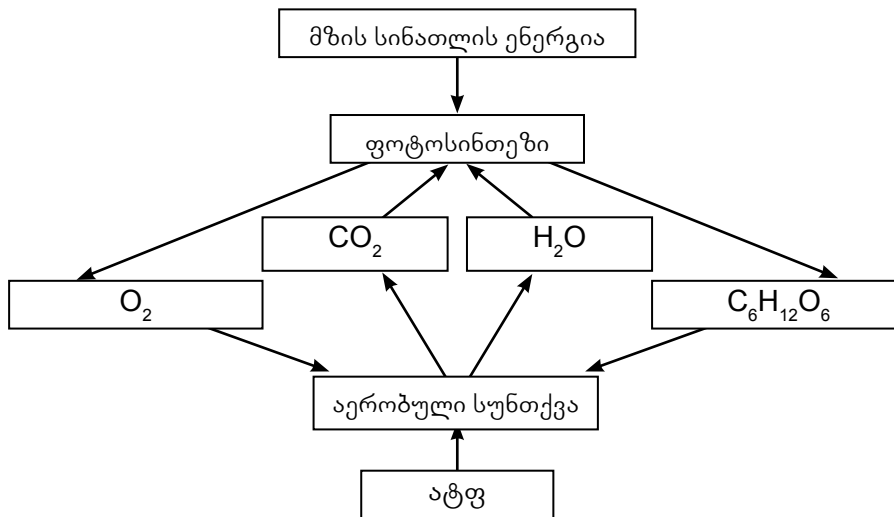 მზის სინათლის ენერგია
ფოტოსინთეზი
CO₂
H₂O
O₂
C₆H₁₂O₆
აერობული სუნთქვა
ატფ